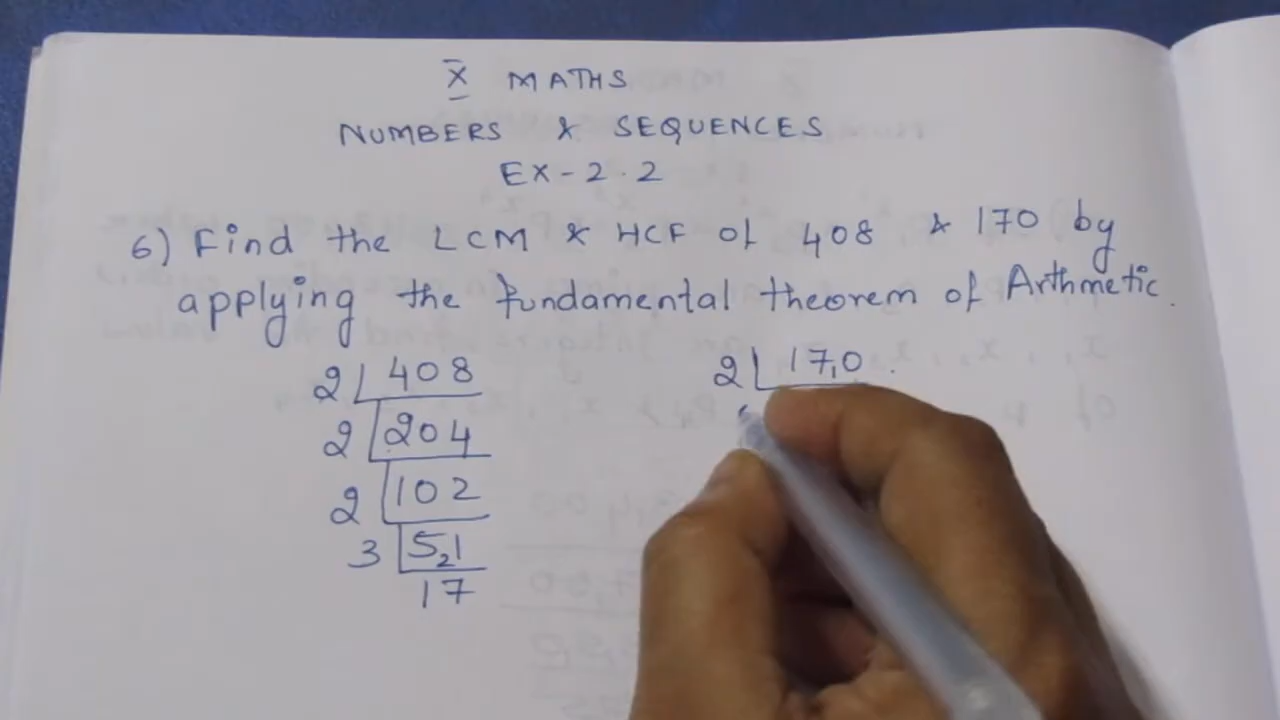 X MATHS
NUMBERS & SEQUENCES
EX-2.2
6) Find the LCM & HCF of 408 & 170 by
applying the fundamental theorem of Arthmetic.
2 408
2 204
2 102
3 51
17
2 170